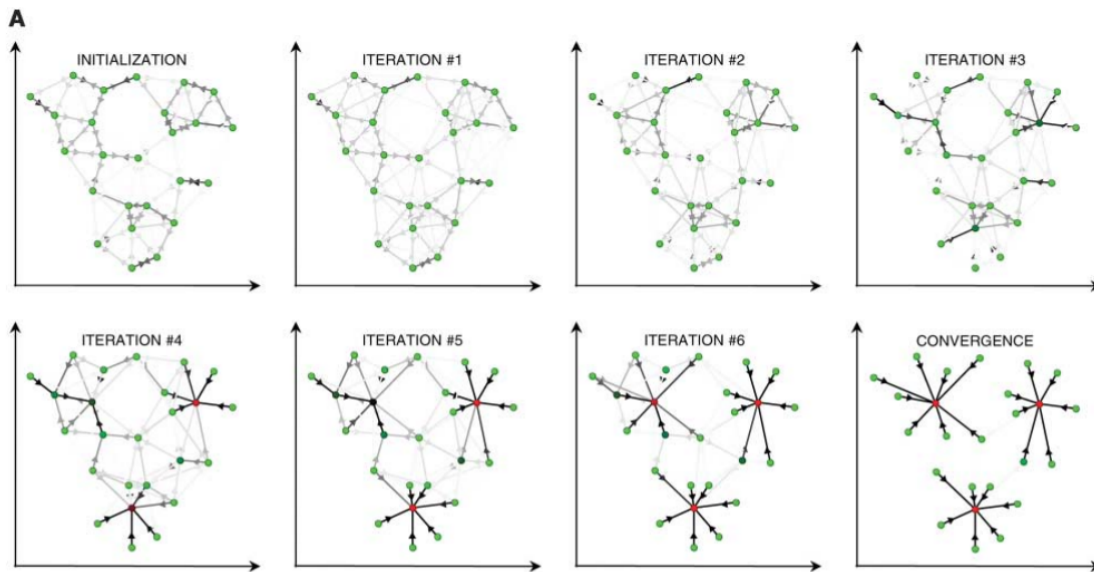 A
INITIALIZATION
ITERATION #1
ITERATION #2
ITERATION #3
ITERATION #4
ITERATION #5
ITERATION #6
CONVERGENCE